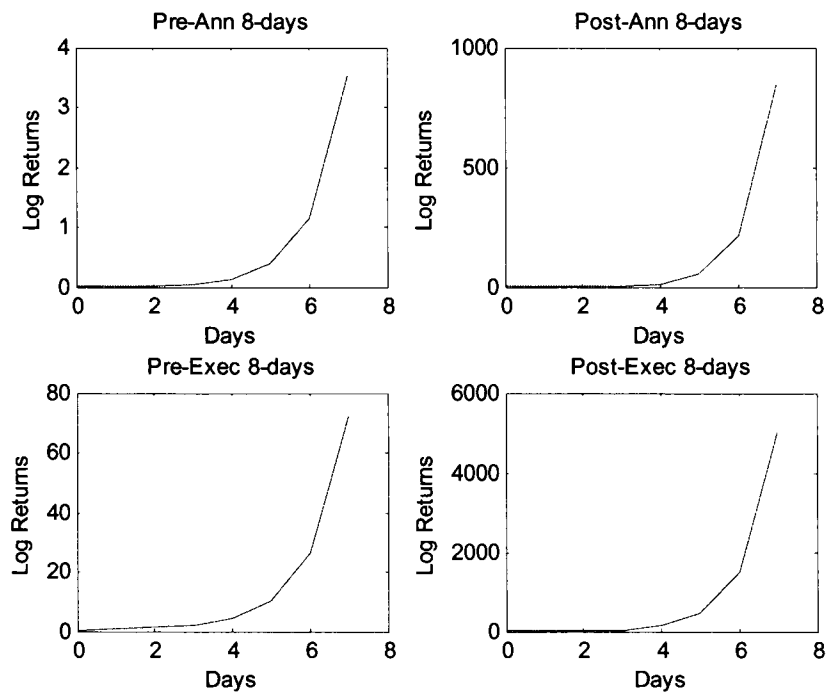 Pre-Ann 8-days
4
3
2
1
0
0 2 4 6 8
Log Returns
Days
Post-Ann 8-days
1000
500
0
0 2 4 6 8
Log Returns
Days
Pre-Exec 8-days
80
60
40
20
0
0 2 4 6 8
Log Returns
Days
Post-Exec 8-days
6000
4000
2000
0
0 2 4 6 8
Log Returns
Days